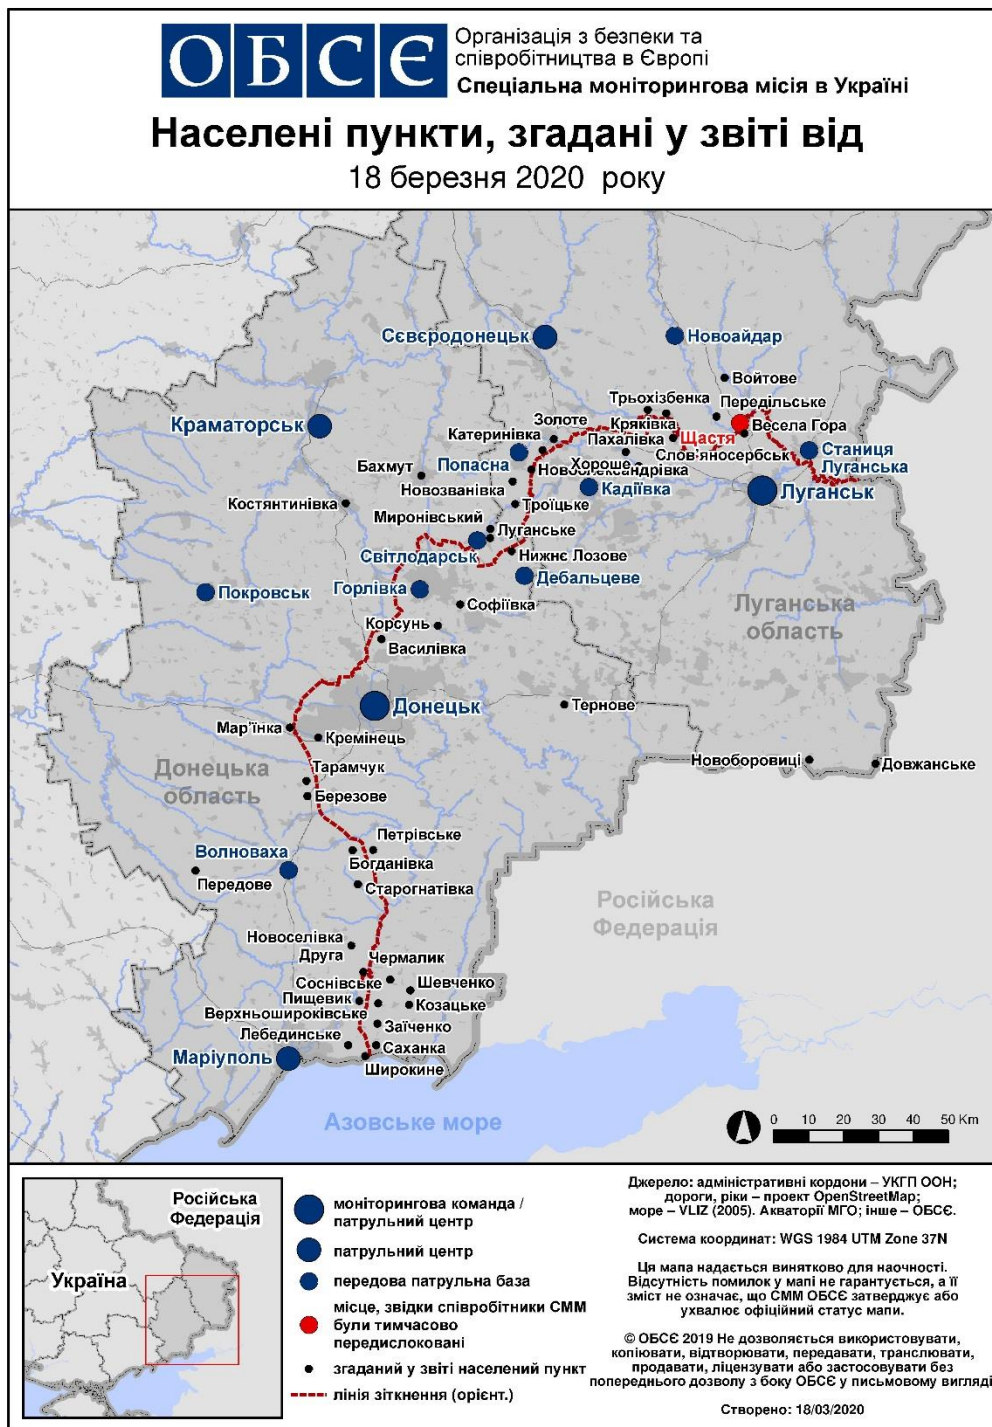 ОБСЄ
Організація з безпеки та
співробітництва в Європі
Спеціальна моніторингова місія в Україні
Населені пункти, згадані у звіті від
18 березня 2020 року
Сєвєродонецьк
Новоайдар
Войтове
Трьохізбенка
Передільське
Краматорськ
Золоте
Кряківка
Весела Гора
Катеринівка
Пахалівка
Щастя
Станиця
Луганська
Слов'яносербськ
Попасна
Хороше
Бахмут
Новоолександрівка
Новозванівка
Кадіївка
Луганськ
Костянтинівка
Троїцьке
Миронівський
Луганське
Світлодарськ
Нижнє Лозове
Дебальцеве
Покровськ
Горлівка
Софіївка
Луганська
область
Корсунь
Василівка
Донецьк
Тернове
Мар'їнка
Кремінець
Новоборовиці
Довжанське
Донецька
область
Тарамчук
Березове
Петрівське
Волноваха
Богданівка
Передове
Старогнатівка
Російська
Федерація
Новоселівка
Друга
Чермалик
Соснівське
Шевченко
Пищевик
Козацьке
Верхньошироківське
Заїченко
Лебединське
Саханка
Маріуполь
Широкине
Азовське море
0 10 20 30 40 50 Km
Російська
Федерація
Україна
моніторингова команда /
патрульний центр
патрульний центр
передова патрульна база
місце, звідки співробітники СММ
були тимчасово
передислоковані
згаданий у звіті населений пункт
лінія зіткнення (орієнт.)
Джерело: адміністративні кордони – УКГП ООН;
дороги, ріки – проект OpenStreetMap;
море – VLIZ (2005). Акваторії МГО; інше – ОБСЄ.
Система координат: WGS 1984 UTM Zone 37N
Ця мапа надається винятково для наочності.
Відсутність помилок у мапі не гарантується, а її
зміст не означає, що СММ ОБСЄ затверджує або
ухвалює офіційний статус мапи.
© ОБСЄ 2019 Не дозволяється використовувати,
копіювати, відтворювати, передавати, транслювати,
продавати, ліцензувати або застосовувати без
попереднього дозволу з боку ОБСЄ у письмовому вигляді
Створено: 18/03/2020